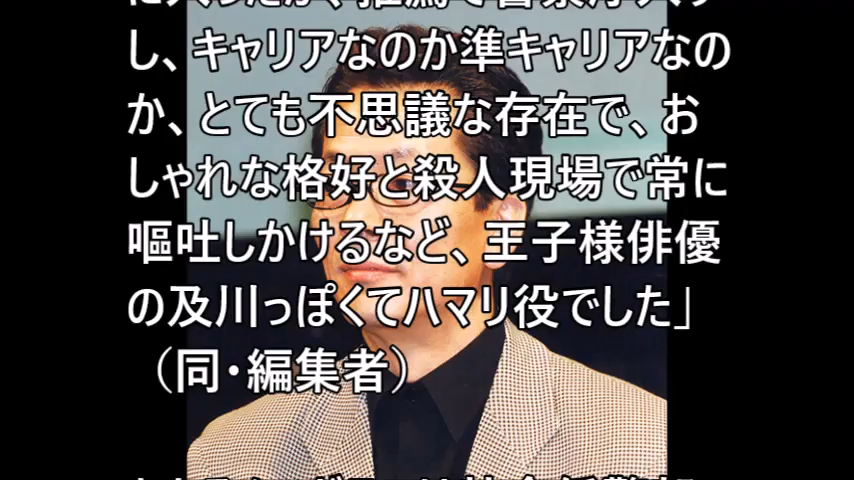 し、キャリアなのか準キャリアなの
か、とても不思議な存在で、お
しゃれな格好と殺人現場で常に
嘔吐しかけるなど、王子様俳優
の及川っぽくてハマリ役でした」
（同・編集者）